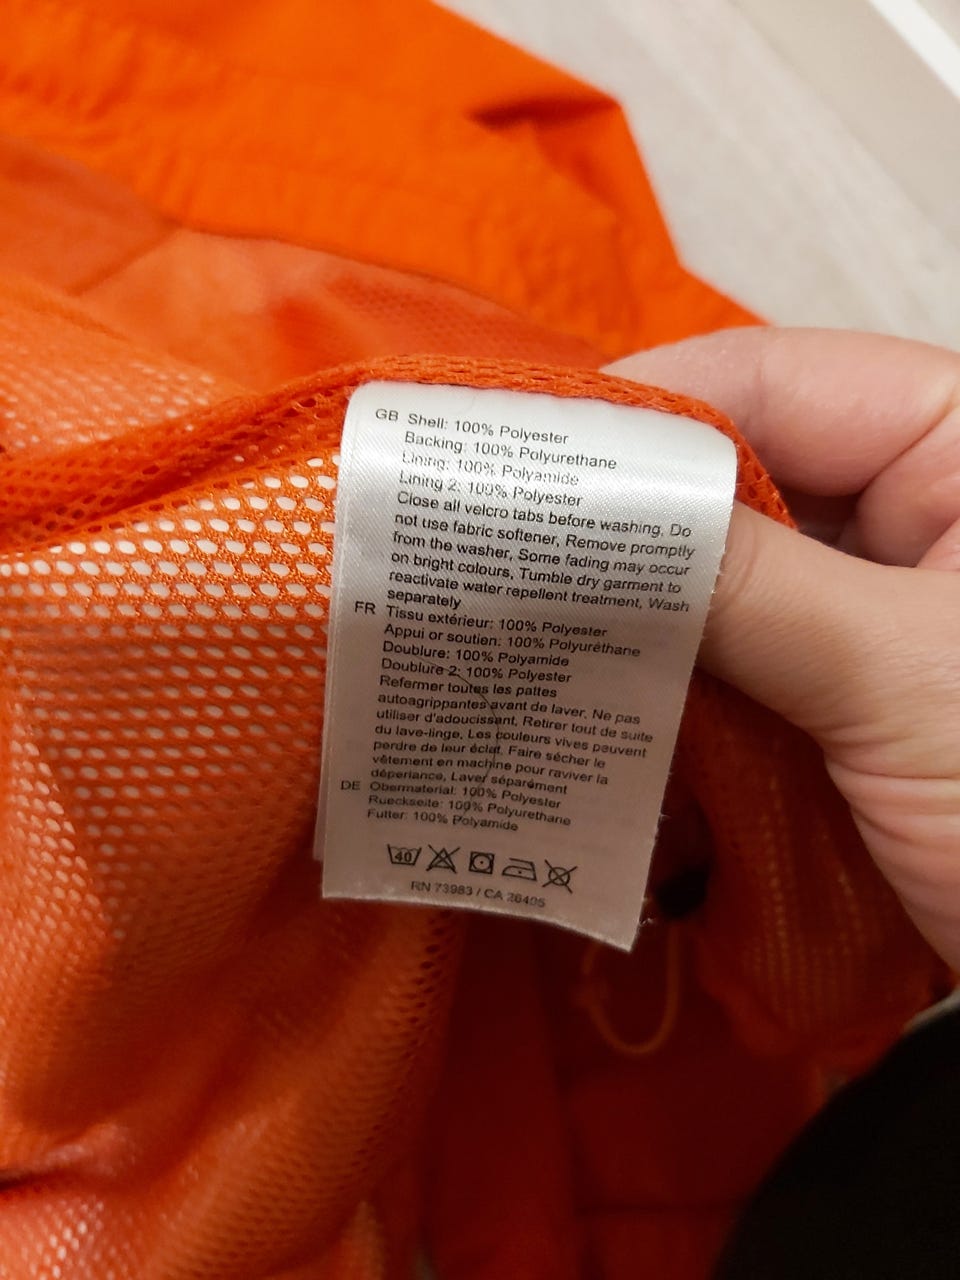 GB Shell: 100% Polyester
Backing: 100% Polyurethane
Lining: 100% Polyamide
Lining 2: 100% Polyester
Close all velcro tabs before washing, Do
not use fabric softener, Remove promptly
from the washer, Some fading may occur
on bright colours, Tumble dry garment to
reactivate water repellent treatment, Wash
separately
FR Tissu extérieur: 100% Polyester
Appui or soutien: 100% Polyuréthane
Doublure: 100% Polyamide
Doublure 2: 100% Polyester
Refermer toutes les pattes
autoagrippantes avant de laver, Ne pas
utiliser d'adoucissant, Retirer tout de suite
du lave-linge, Les couleurs vives peuvent
perdre de leur éclat, Faire sécher le
vêtement en machine pour raviver la
déperlance, Laver séparément
DE Obermaterial: 100% Polyester
Rueckseite: 100% Polyurethane
Futter: 100% Polyamide
40
RN 73983 / CA 26405